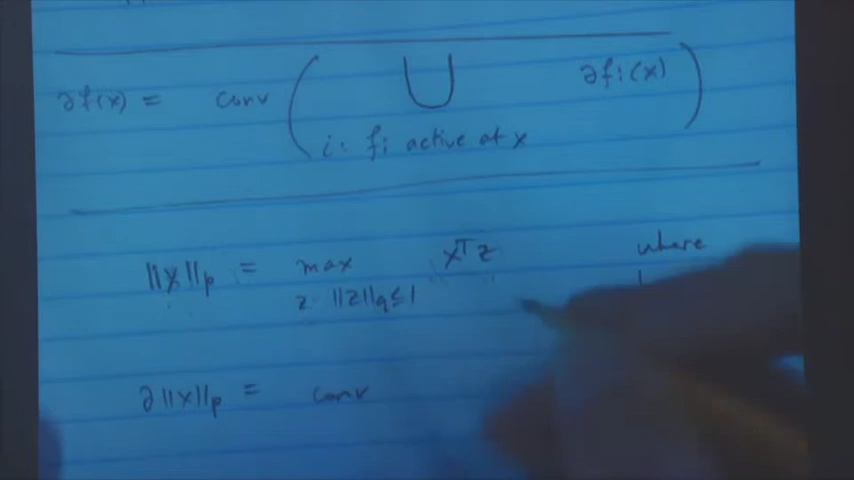 ∂f(x) = conv ( ∪ ∂fi(x) )
i: fi active at x
||x||p = max xᵀz where
z: ||z||q ≤ 1
∂||x||p = conv